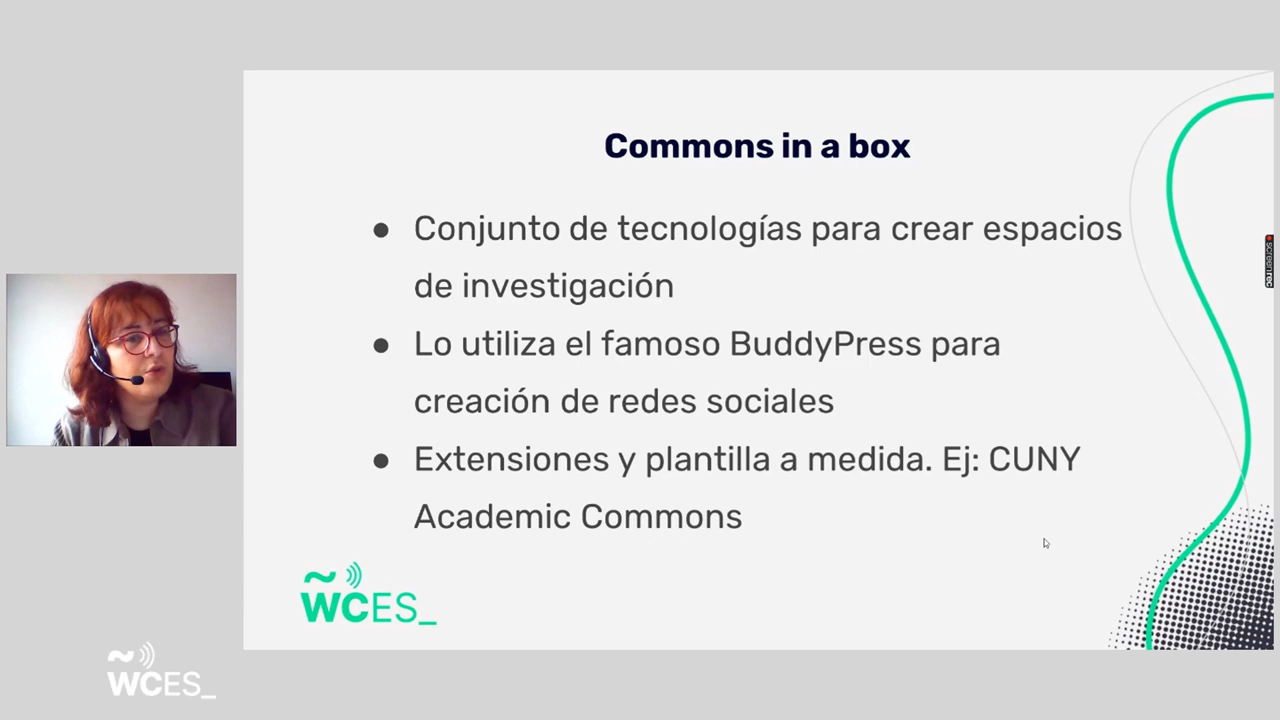 Commons in a box
● Conjunto de tecnologías para crear espacios
de investigación
● Lo utiliza el famoso BuddyPress para
creación de redes sociales
● Extensiones y plantilla a medida. Ej: CUNY
Academic Commons
~ WCES_
screenrec
~ WCES_